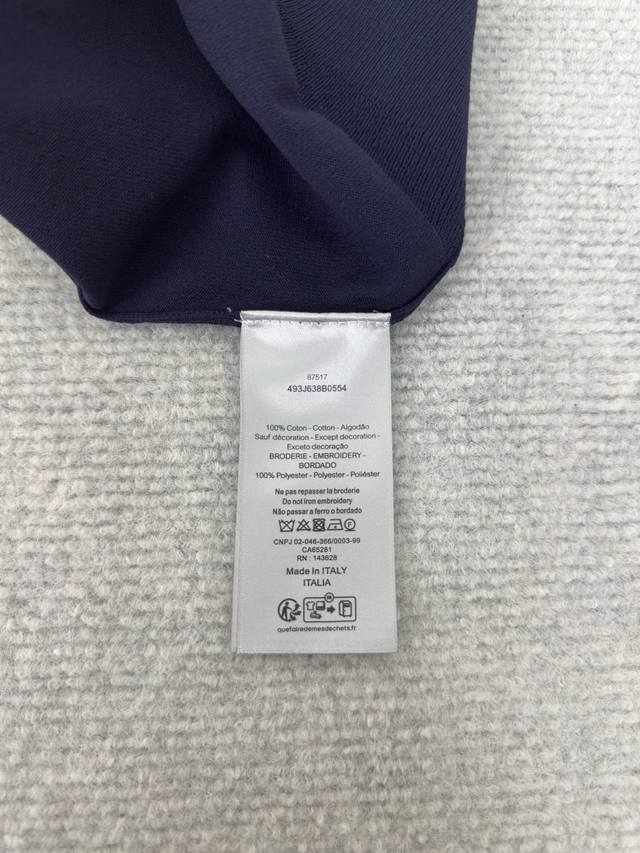 87517
493J638B0554
100% Coton - Cotton - Algodão
Sauf décoration - Except decoration -
Exceto decoração
BRODERIE - EMBROIDERY -
BORDADO
100% Polyester - Polyester - Poliéster
Ne pas repasser la broderie
Do not iron embroidery
Não passar a ferro o bordado
CNPJ 02-046-366/0003-99
CA65281
RN : 143628
Made In ITALY
ITALIA
FR
quefairedemesdechets.fr